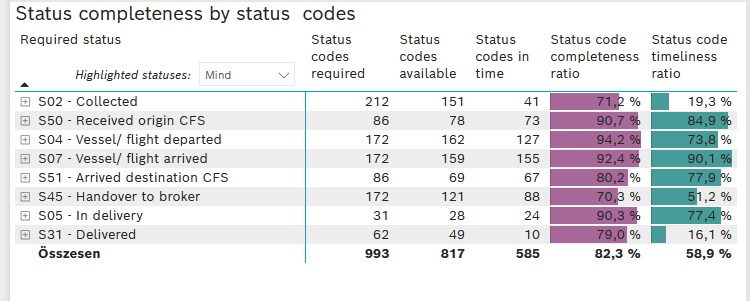 Status completeness by status codes
Required status Status codes required Status codes available Status codes in time Status code completeness ratio Status code timeliness ratio
Highlighted statuses: Mind
S02 - Collected 212 151 41 71,2 % 19,3 %
S50 - Received origin CFS 86 78 73 90,7 % 84,9 %
S04 - Vessel/ flight departed 172 162 127 94,2 % 73,8 %
S07 - Vessel/ flight arrived 172 159 155 92,4 % 90,1 %
S51 - Arrived destination CFS 86 69 67 80,2 % 77,9 %
S45 - Handover to broker 172 121 88 70,3 % 51,2 %
S05 - In delivery 31 28 24 90,3 % 77,4 %
S31 - Delivered 62 49 10 79,0 % 16,1 %
Összesen 993 817 585 82,3 % 58,9 %